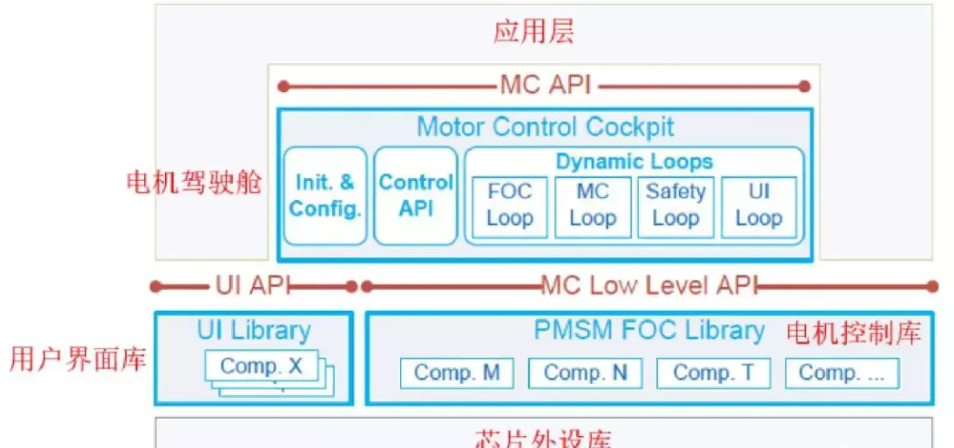 应用层
MC API
Motor Control Cockpit
电机驾驶舱
Init. &
Config.
Control
API
Dynamic Loops
FOC
Loop
MC
Loop
Safety
Loop
UI
Loop
UI API
MC Low Level API
用户界面库
UI Library
Comp. X
PMSM FOC Library
电机控制库
Comp. M
Comp. N
Comp. T
Comp. ...
芯片外设库